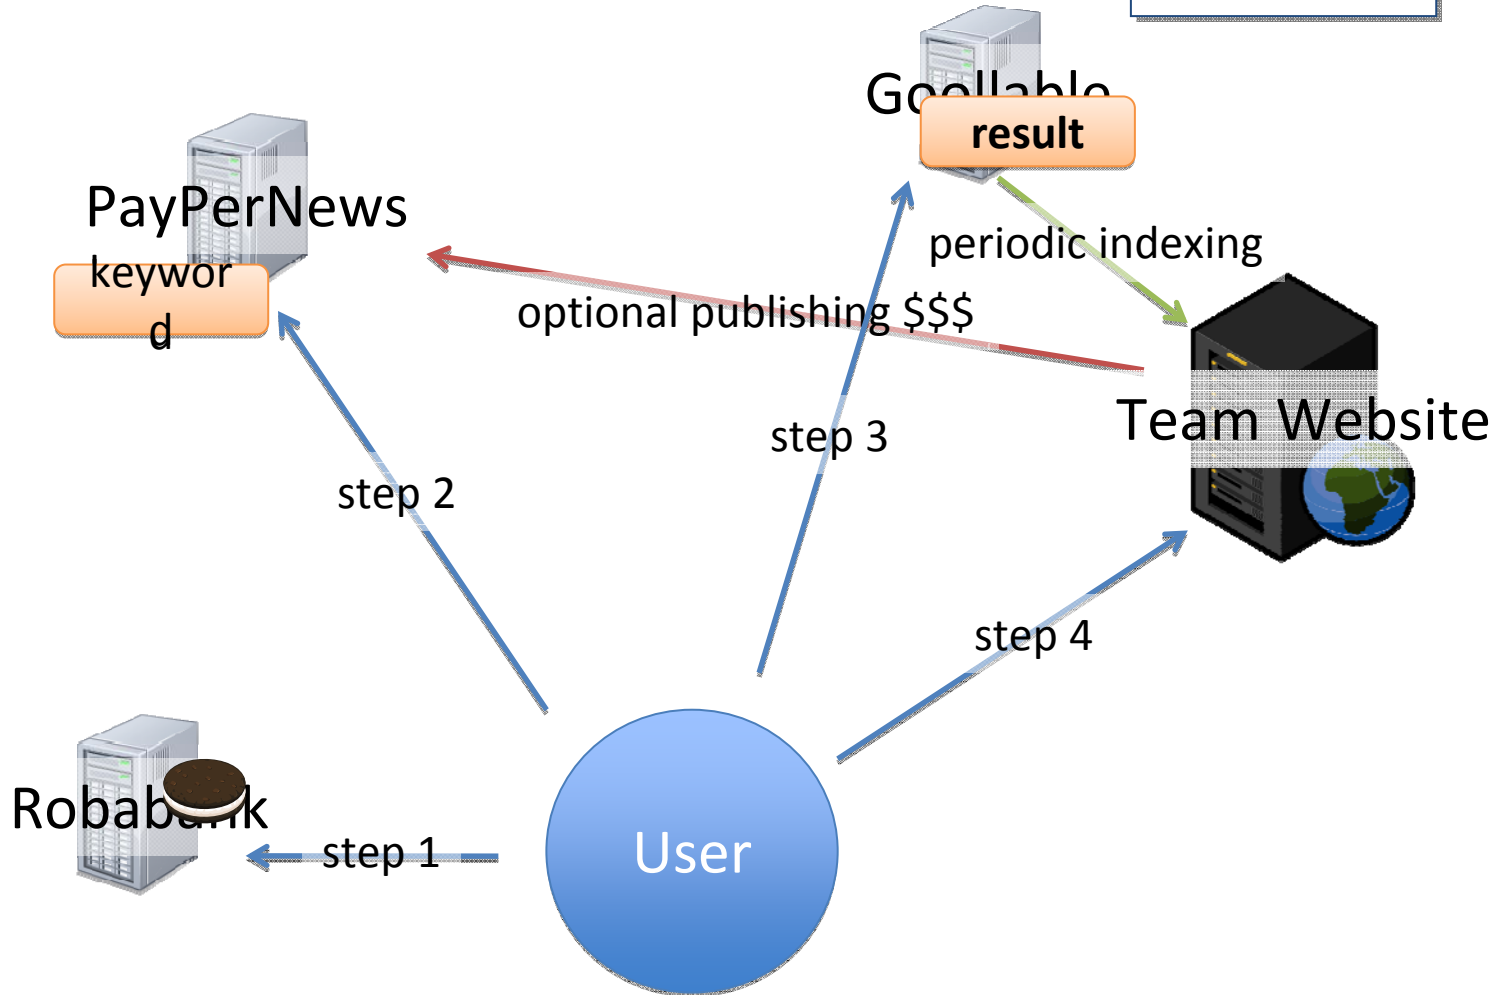 Goollable
result
PayPerNews
keywor
d
periodic indexing
optional publishing $$$
Team Website
step 3
step 2
step 4
Robabank
step 1
User